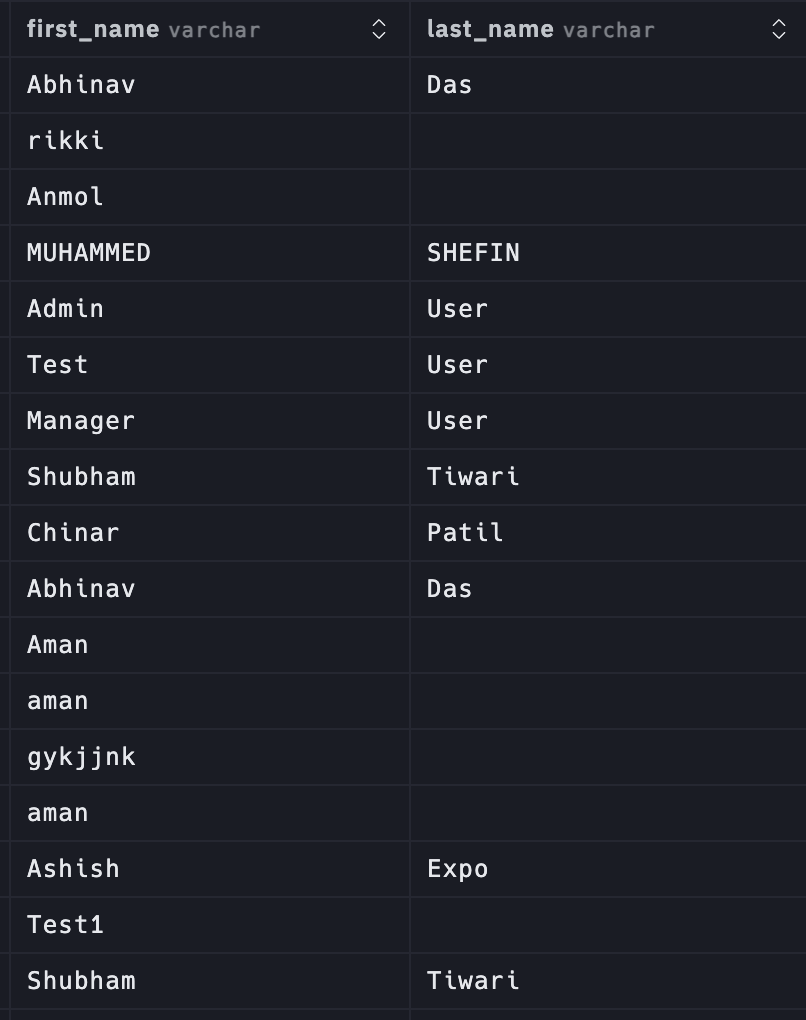 first_name varchar last_name varchar
Abhinav Das
rikki
Anmol
MUHAMMED SHEFIN
Admin User
Test User
Manager User
Shubham Tiwari
Chinar Patil
Abhinav Das
Aman
aman
gykjjnk
aman
Ashish Expo
Test1
Shubham Tiwari